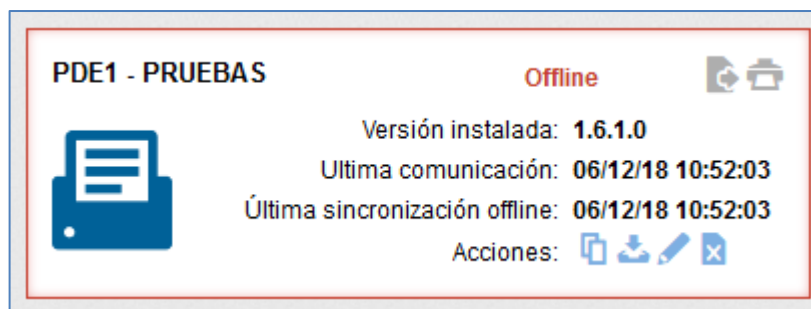 PDE1 - PRUEBAS Offline
Versión instalada: 1.6.1.0
Ultima comunicación: 06/12/18 10:52:03
Última sincronización offline: 06/12/18 10:52:03
Acciones: